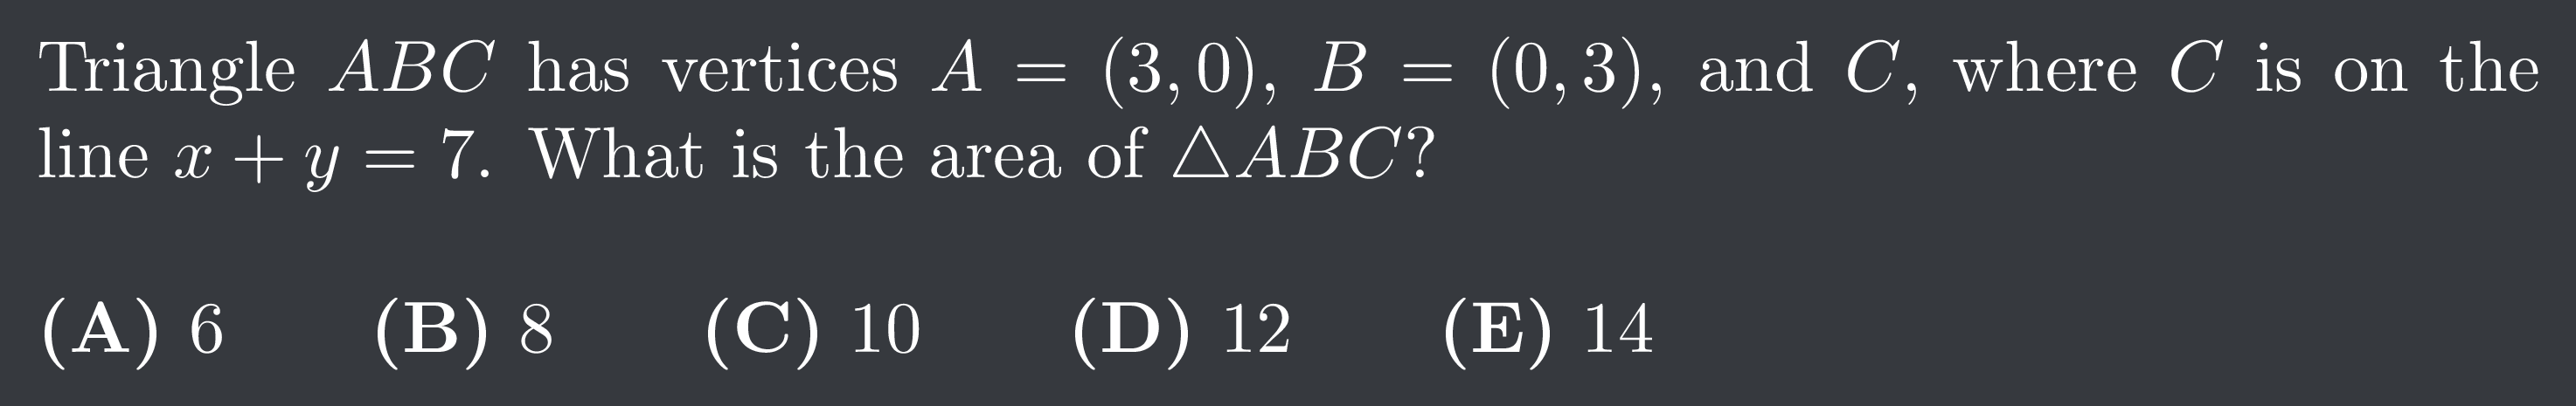 Triangle ABC has vertices A = (3, 0), B = (0, 3), and C, where C is on the
line x + y = 7. What is the area of △ABC?
(A) 6 (B) 8 (C) 10 (D) 12 (E) 14